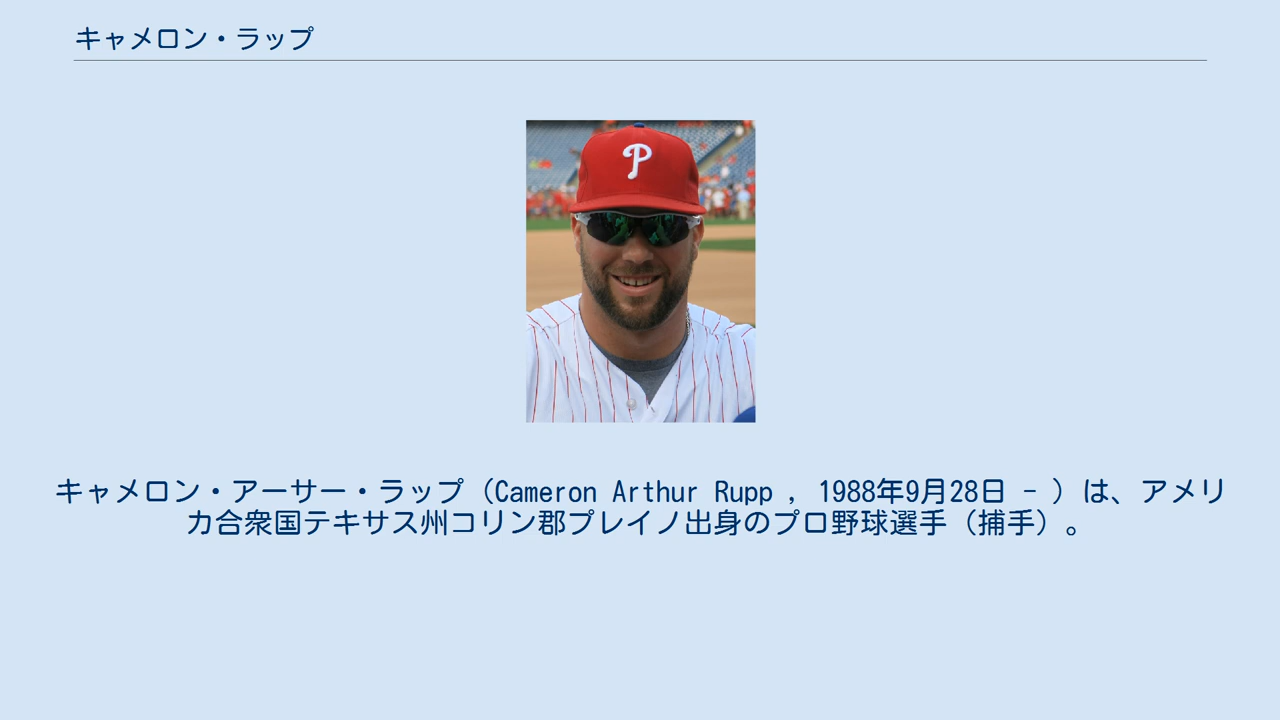 キャメロン・ラップ
P
キャメロン・アーサー・ラップ（Cameron Arthur Rupp , 1988年9月28日 - ）は、アメリ
カ合衆国テキサス州コリン郡プレイノ出身のプロ野球選手（捕手）。